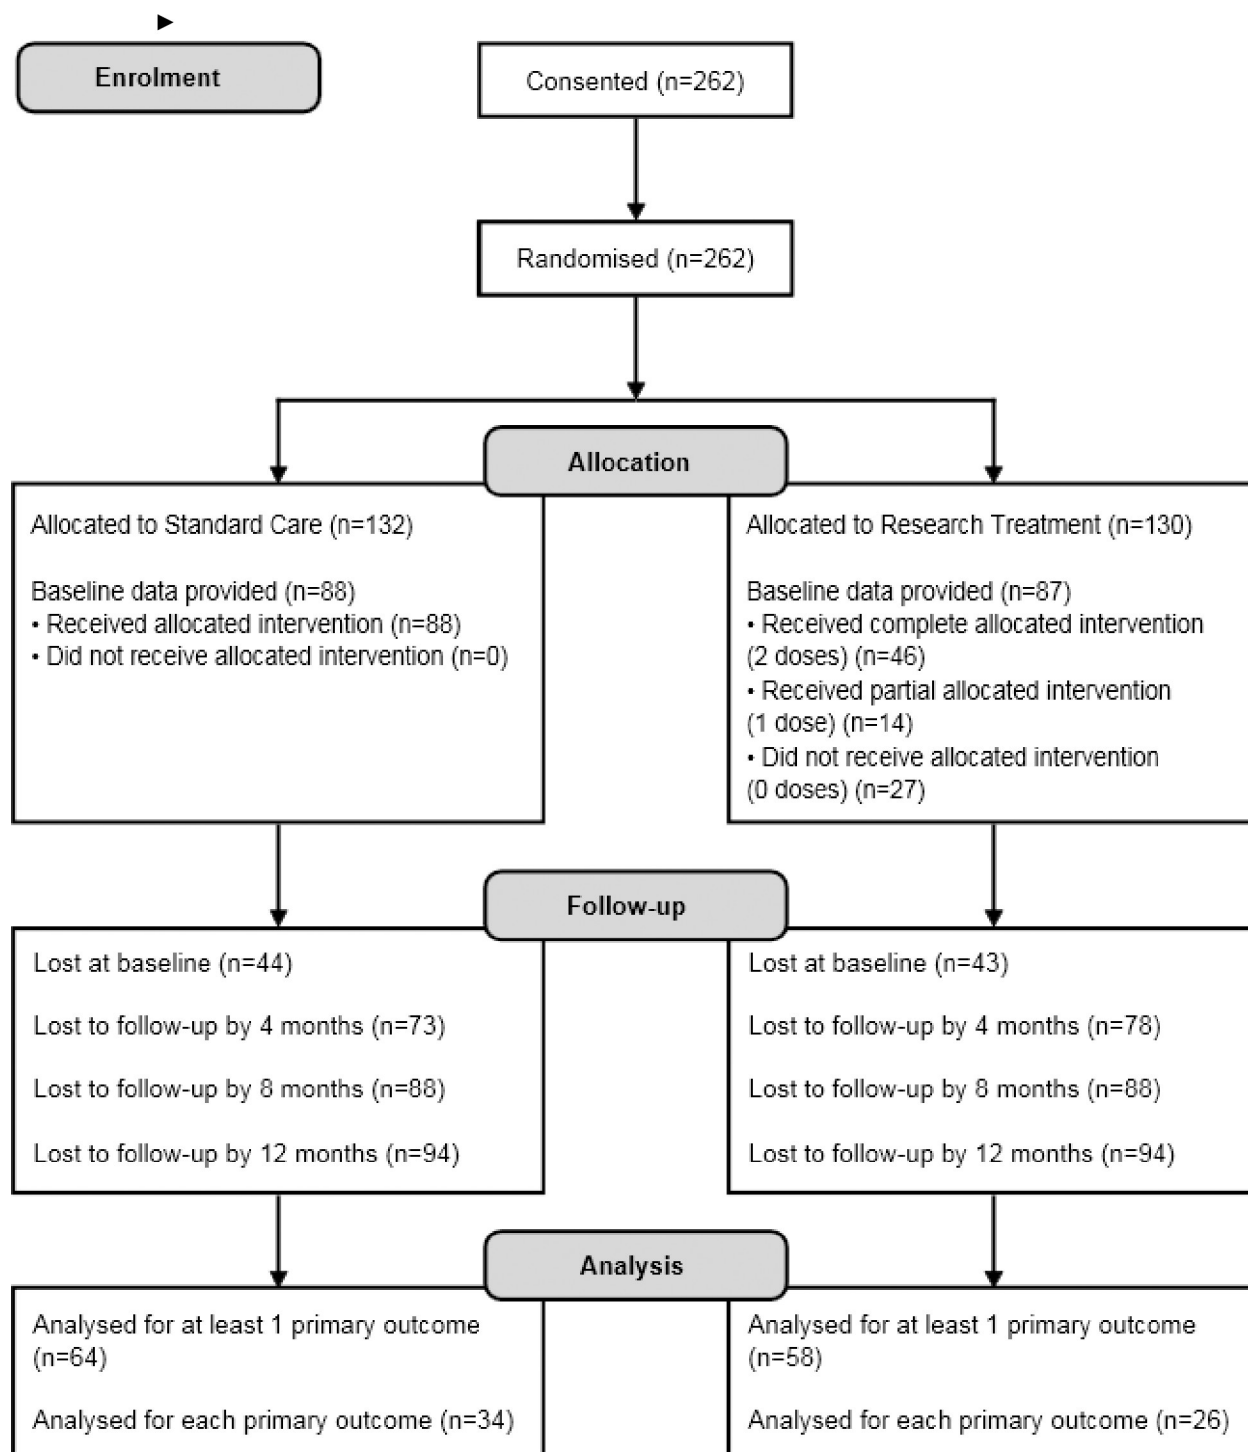 ►
Enrolment
Consented (n=262)
Randomised (n=262)
Allocation
Allocated to Standard Care (n=132)
Baseline data provided (n=88)
• Received allocated intervention (n=88)
• Did not receive allocated intervention (n=0)
Allocated to Research Treatment (n=130)
Baseline data provided (n=87)
• Received complete allocated intervention
(2 doses) (n=46)
• Received partial allocated intervention
(1 dose) (n=14)
• Did not receive allocated intervention
(0 doses) (n=27)
Follow-up
Lost at baseline (n=44)
Lost to follow-up by 4 months (n=73)
Lost to follow-up by 8 months (n=88)
Lost to follow-up by 12 months (n=94)
Lost at baseline (n=43)
Lost to follow-up by 4 months (n=78)
Lost to follow-up by 8 months (n=88)
Lost to follow-up by 12 months (n=94)
Analysis
Analysed for at least 1 primary outcome
(n=64)
Analysed for each primary outcome (n=34)
Analysed for at least 1 primary outcome
(n=58)
Analysed for each primary outcome (n=26)